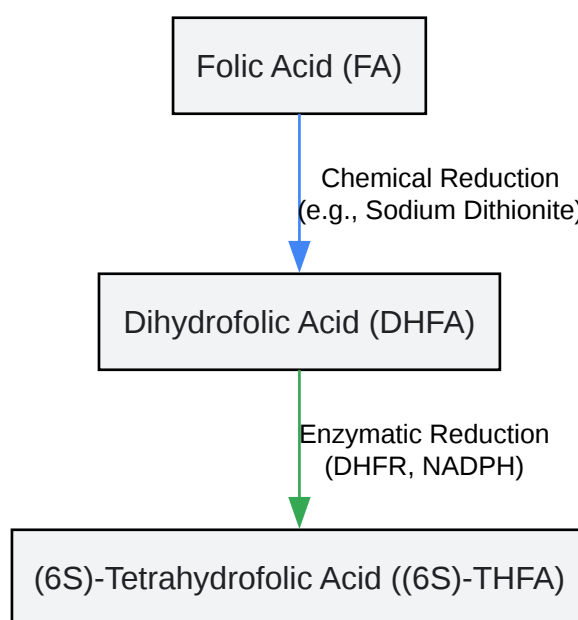 Folic Acid (FA)
Chemical Reduction
(e.g., Sodium Dithionite)
Dihydrofolic Acid (DHFA)
Enzymatic Reduction
(DHFR, NADPH)
(6S)-Tetrahydrofolic Acid ((6S)-THFA)